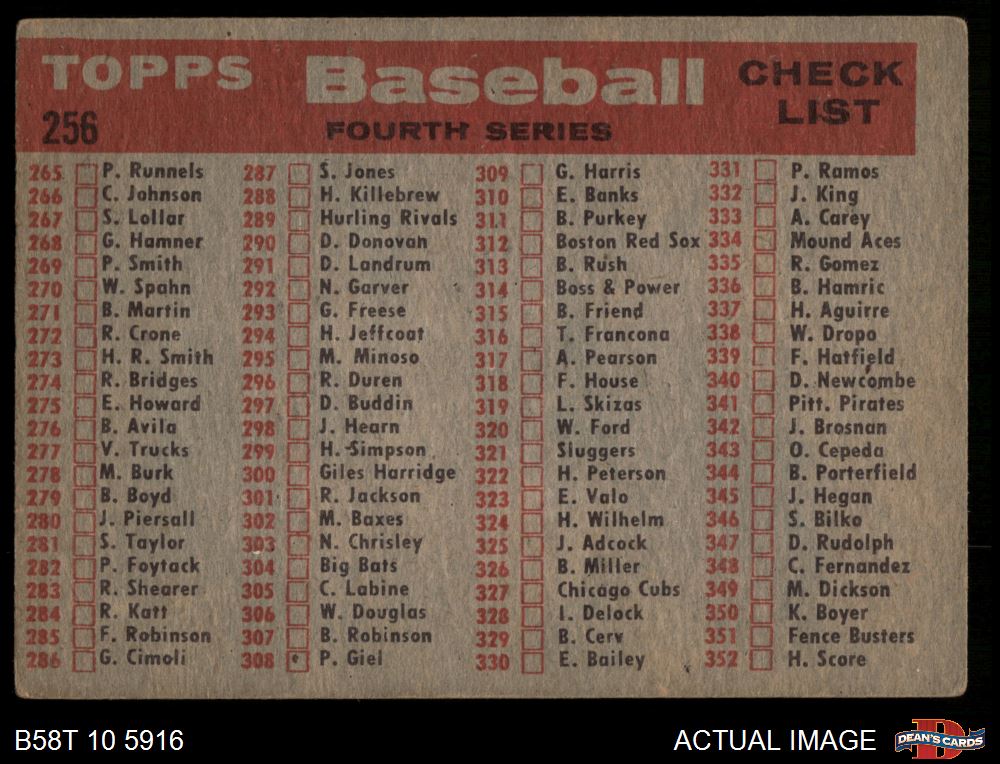 TOPPS Baseball CHECK LIST
256 FOURTH SERIES
265 P. Runnels
266 C. Johnson
267 S. Lollar
268 G. Hamner
269 P. Smith
270 W. Spahn
271 B. Martin
272 R. Crone
273 H. R. Smith
274 R. Bridges
275 E. Howard
276 B. Avila
277 V. Trucks
278 M. Burk
279 B. Boyd
280 J. Piersall
281 S. Taylor
282 P. Foytack
283 R. Shearer
284 R. Katt
285 F. Robinson
286 G. Cimoli
287 S. Jones
288 H. Killebrew
289 Hurling Rivals
290 D. Donovan
291 D. Landrum
292 N. Garver
293 G. Freese
294 H. Jeffcoat
295 M. Minoso
296 R. Duren
297 D. Buddin
298 J. Hearn
299 H. Simpson
300 Giles Harridge
301 R. Jackson
302 M. Baxes
303 N. Chrisley
304 Big Bats
305 C. Labine
306 W. Douglas
307 B. Robinson
308 P. Giel
309 G. Harris
310 E. Banks
311 B. Purkey
312 Boston Red Sox
313 B. Rush
314 Boss & Power
315 B. Friend
316 T. Francona
317 A. Pearson
318 F. House
319 L. Skizas
320 W. Ford
321 Sluggers
322 H. Peterson
323 E. Valo
324 H. Wilhelm
325 J. Adcock
326 B. Miller
327 Chicago Cubs
328 I. Delock
329 B. Cerv
330 E. Bailey
331 P. Ramos
332 J. King
333 A. Carey
334 Mound Aces
335 R. Gomez
336 B. Hamric
337 H. Aguirre
338 W. Dropo
339 F. Hatfield
340 D. Newcombe
341 Pitt. Pirates
342 J. Brosnan
343 O. Cepeda
344 B. Porterfield
345 J. Hegan
346 S. Bilko
347 D. Rudolph
348 C. Fernandez
349 M. Dickson
350 K. Boyer
351 Fence Busters
352 H. Score
B58T 10 5916
ACTUAL IMAGE
DEAN'S CARDS